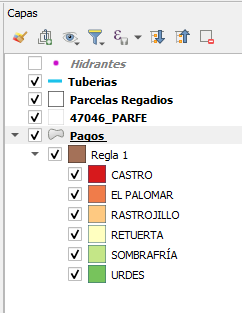 Capas
Hidrantes
Tuberias
Parcelas Regadios
47046_PARFE
Pagos
Regla 1
CASTRO
EL PALOMAR
RASTROJILLO
RETUERTA
SOMBRAFRÍA
URDES